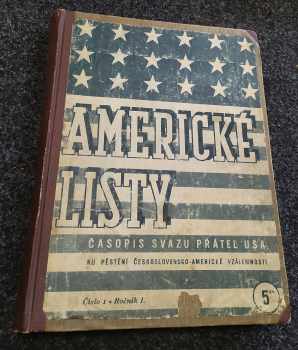 AMERICKÉ
LISTY
ČASOPIS SVAZU PŘÁTEL USA
KU PĚSTĚNÍ ČESKOSLOVENSKO-AMERICKÉ VZÁJEMNOSTI
Číslo 1 • Ročník I.
5